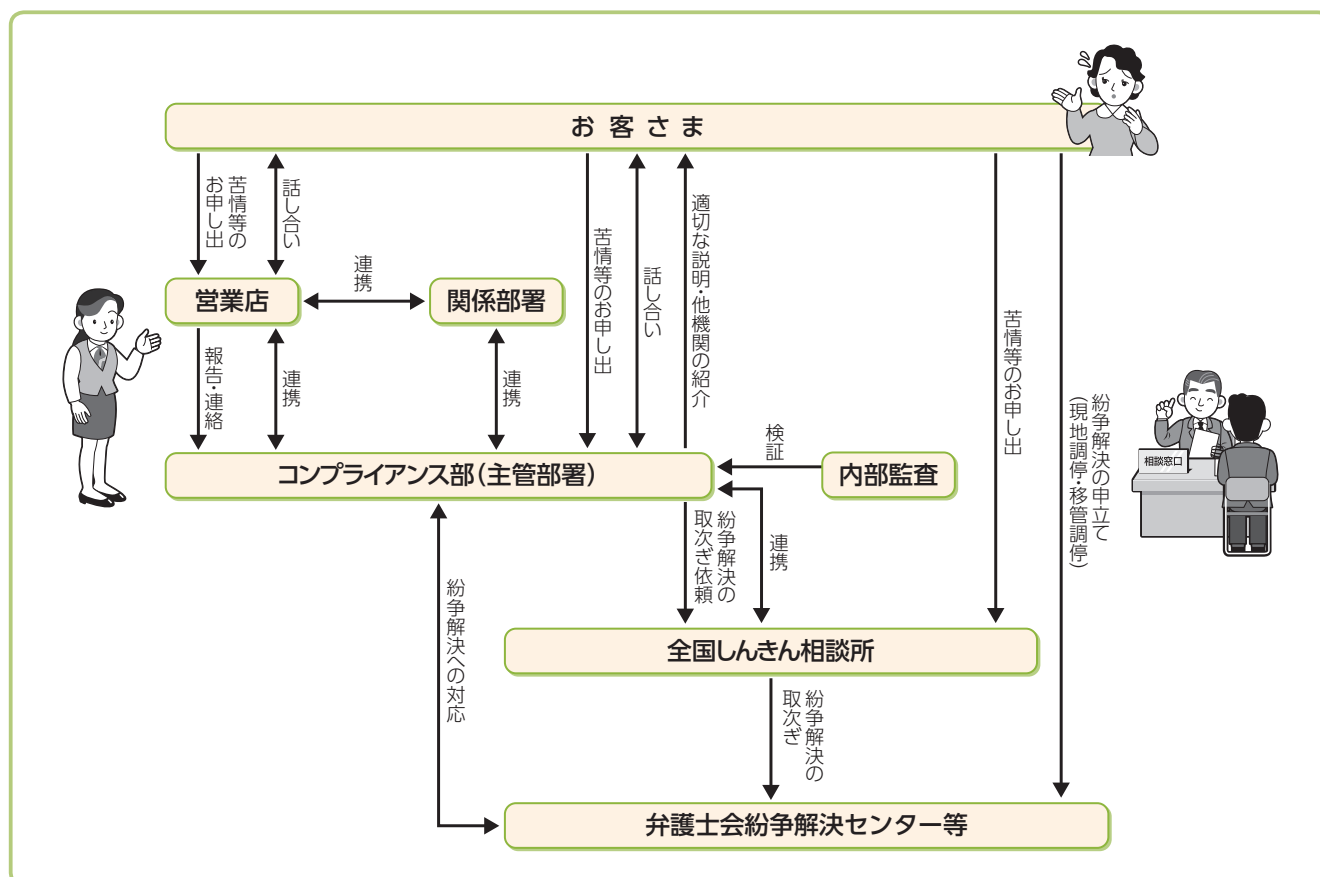 お客さま
苦情等の
お申し出
話し合い
苦情等のお申し出
話し合い
適切な説明・他機関の紹介
苦情等のお申し出
紛争解決の申立て
(現地調停・移管調停)
営業店
連携
関係部署
報告・連絡
連携
連携
相談窓口
コンプライアンス部(主管部署)
検証
内部監査
紛争解決の
取次ぎ依頼
連携
紛争解決への対応
全国しんきん相談所
紛争解決の
取次ぎ
弁護士会紛争解決センター等